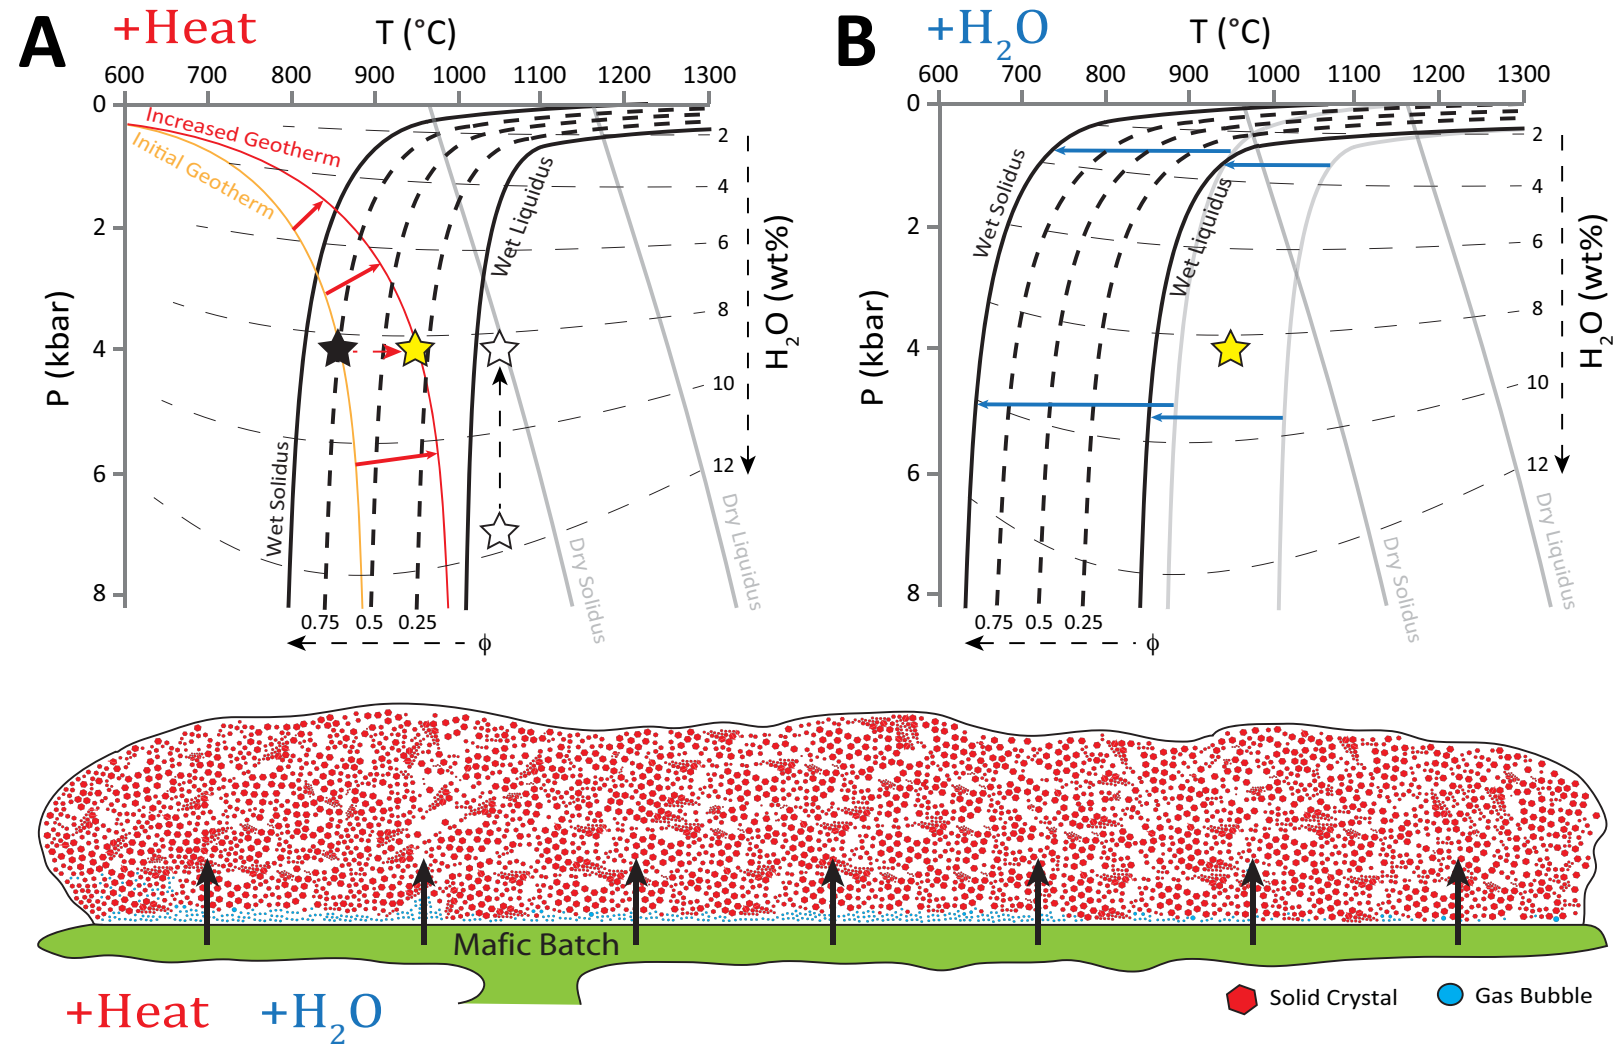 A
+Heat
T (°C)
600 700 800 900 1000 1100 1200 1300
0
2
4
6
8
P (kbar)
Increased Geotherm
Initial Geotherm
Wet Solidus
Wet Liquidus
Dry Solidus
Dry Liquidus
2
4
6
8
10
12
H2O (wt%)
0.75 0.5 0.25
ϕ
B
+H2O
T (°C)
600 700 800 900 1000 1100 1200 1300
0
2
4
6
8
P (kbar)
Wet Solidus
Wet Liquidus
Dry Solidus
Dry Liquidus
2
4
6
8
10
12
H2O (wt%)
0.75 0.5 0.25
ϕ
Mafic Batch
+Heat +H2O
Solid Crystal
Gas Bubble